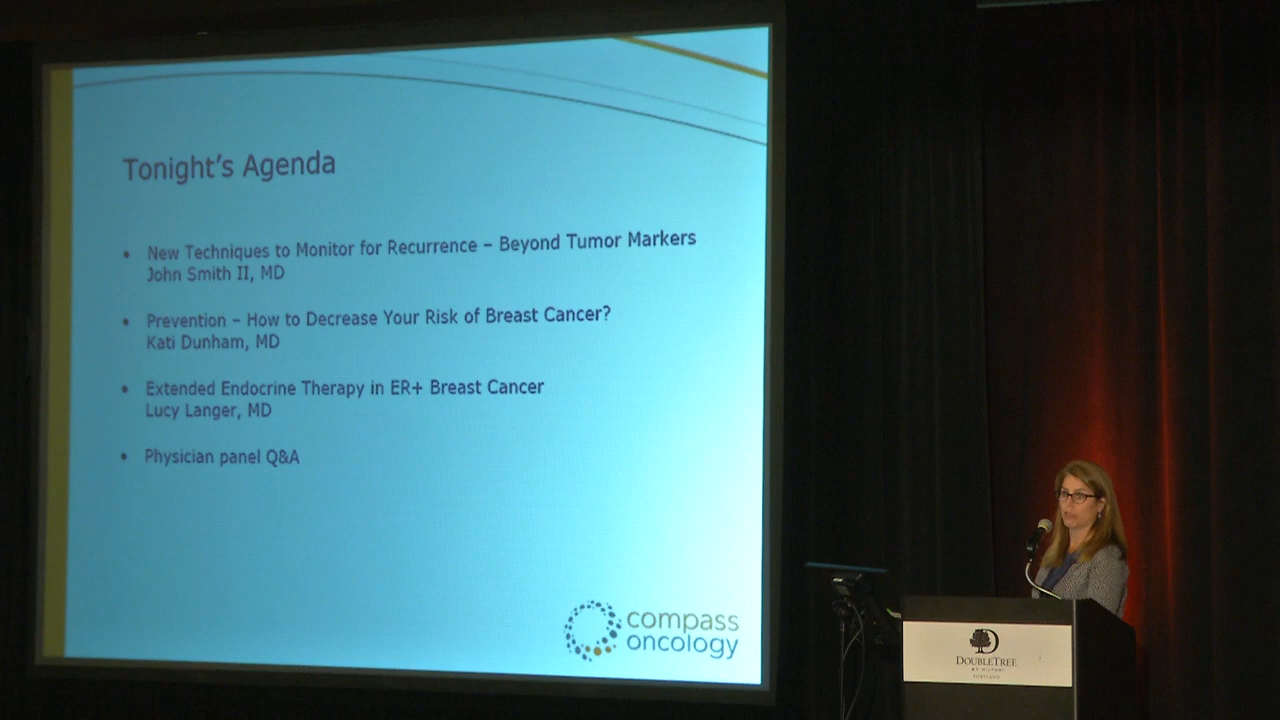 Tonight's Agenda
• New Techniques to Monitor for Recurrence – Beyond Tumor Markers
John Smith II, MD
• Prevention – How to Decrease Your Risk of Breast Cancer?
Kati Dunham, MD
• Extended Endocrine Therapy in ER+ Breast Cancer
Lucy Langer, MD
• Physician panel Q&A
compass
oncology
D
DOUBLETREE
BY HILTON
PORTLAND